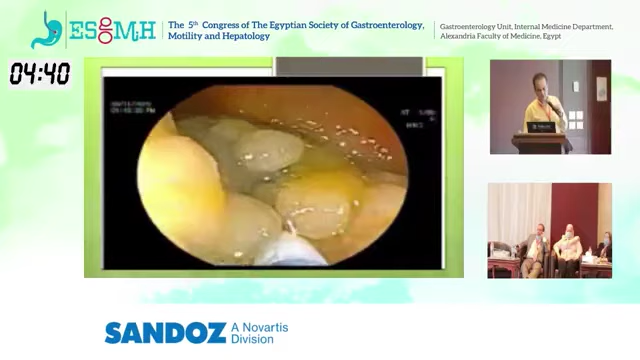 ESGMH
The 5th Congress of The Egyptian Society of Gastroenterology,
Motility and Hepatology
Gastroenterology Unit, Internal Medicine Department,
Alexandria Faculty of Medicine, Egypt
04:40
SANDOZ A Novartis
Division